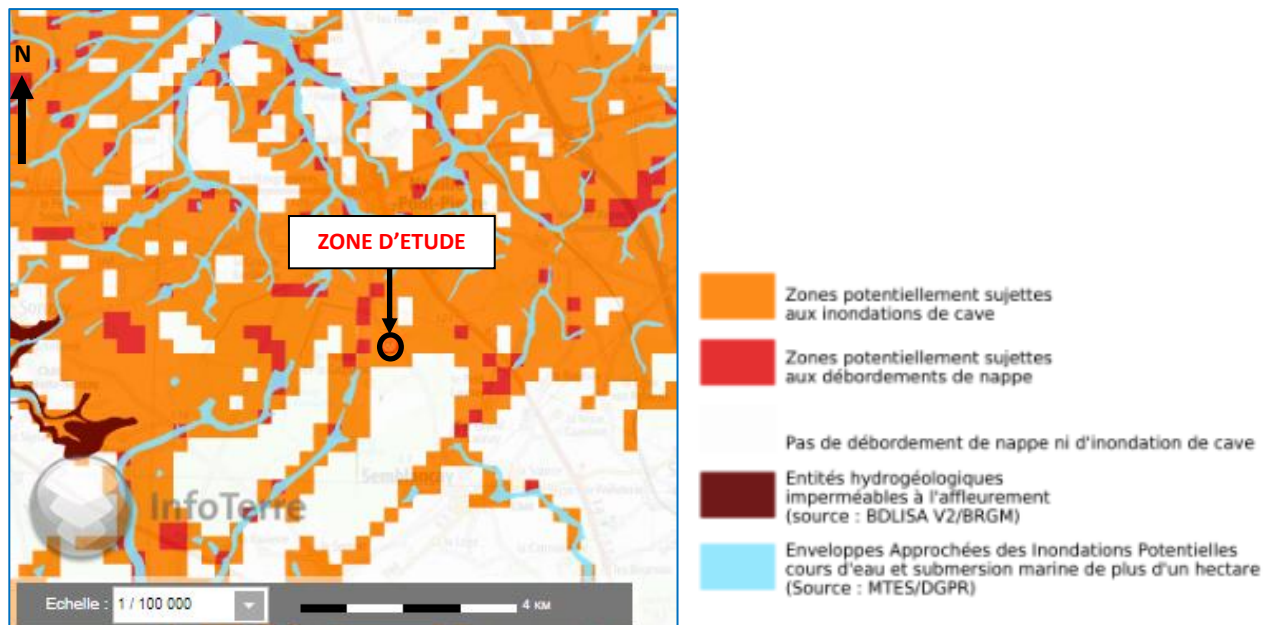 N
ZONE D'ETUDE
Semblançay
InfoTerre
Echelle : 1 / 100 000
4 KM
Zones potentiellement sujettes
aux inondations de cave
Zones potentiellement sujettes
aux débordements de nappe
Pas de débordement de nappe ni d'inondation de cave
Entités hydrogéologiques
imperméables à l'affleurement
(source : BDLISA V2/BRGM)
Enveloppes Approchées des Inondations Potentielles
cours d'eau et submersion marine de plus d'un hectare
(Source : MTES/DGPR)